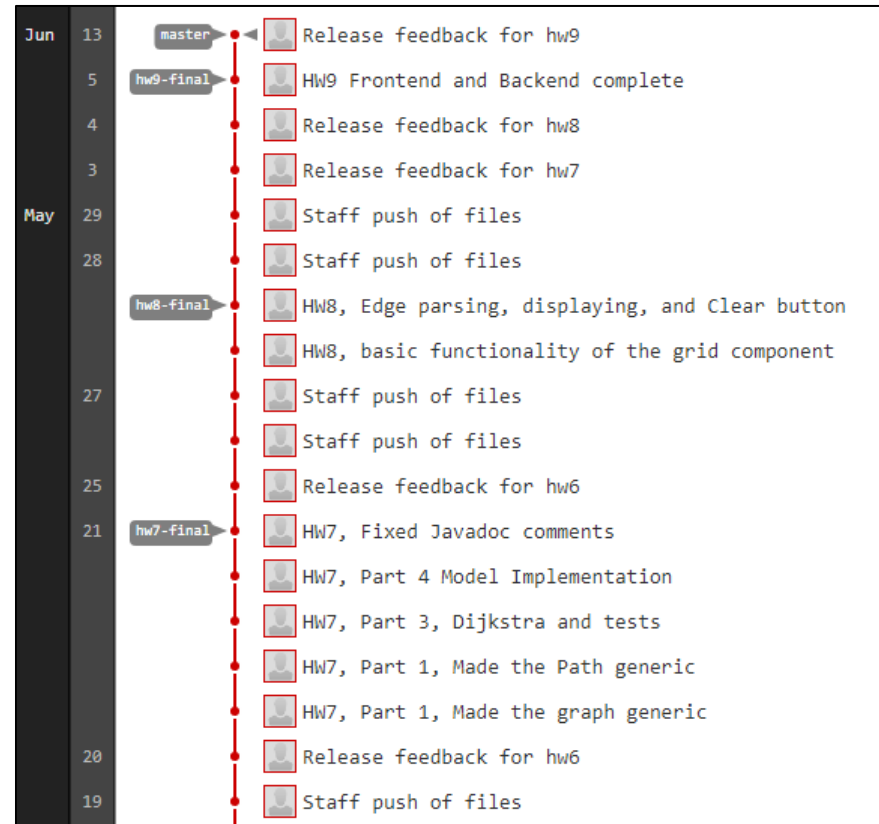 Jun 13 master Release feedback for hw9
5 hw9-final HW9 Frontend and Backend complete
4 Release feedback for hw8
3 Release feedback for hw7
May 29 Staff push of files
28 Staff push of files
hw8-final HW8, Edge parsing, displaying, and Clear button
HW8, basic functionality of the grid component
27 Staff push of files
Staff push of files
25 Release feedback for hw6
21 hw7-final HW7, Fixed Javadoc comments
HW7, Part 4 Model Implementation
HW7, Part 3, Dijkstra and tests
HW7, Part 1, Made the Path generic
HW7, Part 1, Made the graph generic
20 Release feedback for hw6
19 Staff push of files